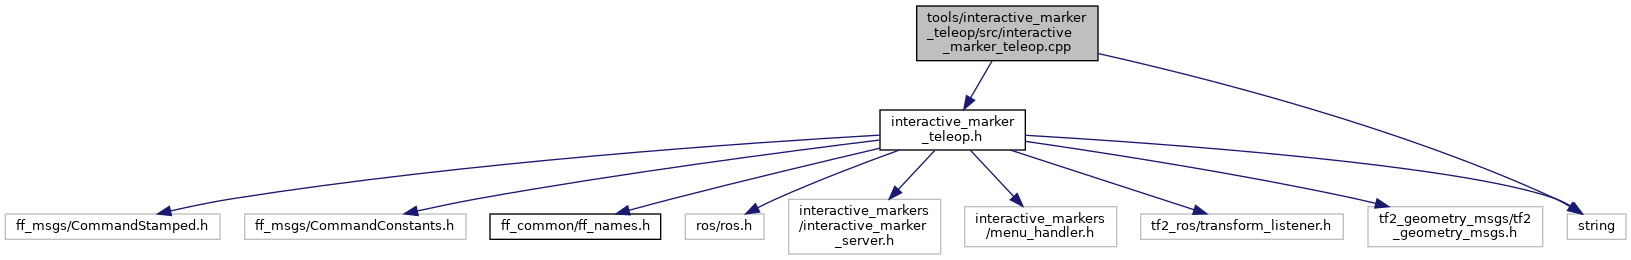 tools/interactive_marker
_teleop/src/interactive
_marker_teleop.cpp
interactive_marker
_teleop.h
ff_msgs/CommandStamped.h
ff_msgs/CommandConstants.h
ff_common/ff_names.h
ros/ros.h
interactive_markers
/interactive_marker
_server.h
interactive_markers
/menu_handler.h
tf2_ros/transform_listener.h
tf2_geometry_msgs/tf2
_geometry_msgs.h
string